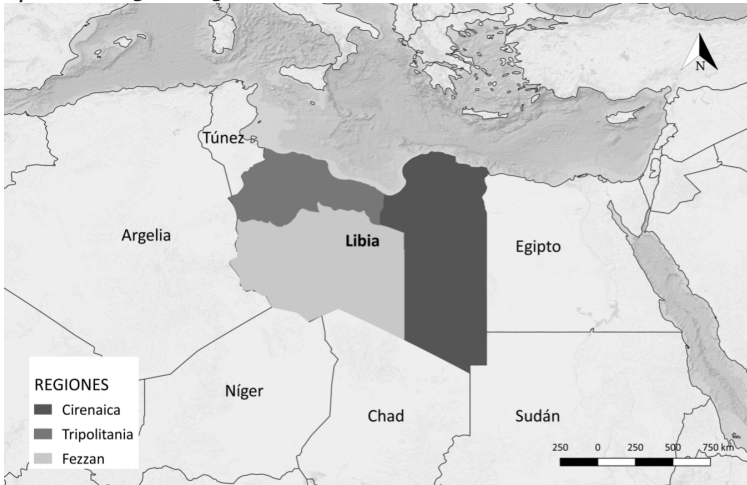 N
Túnez
Argelia
Libia
Egipto
Níger
Chad
Sudán
REGIONES
Cirenaica
Tripolitania
Fezzan
250 0 250 500 750 km